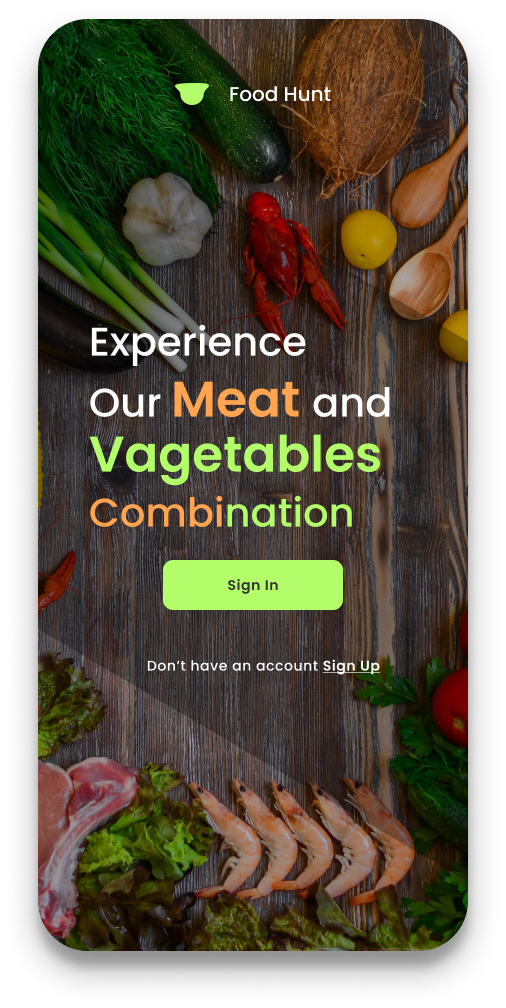 Food Hunt
Experience
Our Meat and
Vagetables
Combination
Sign In
Don’t have an account Sign Up